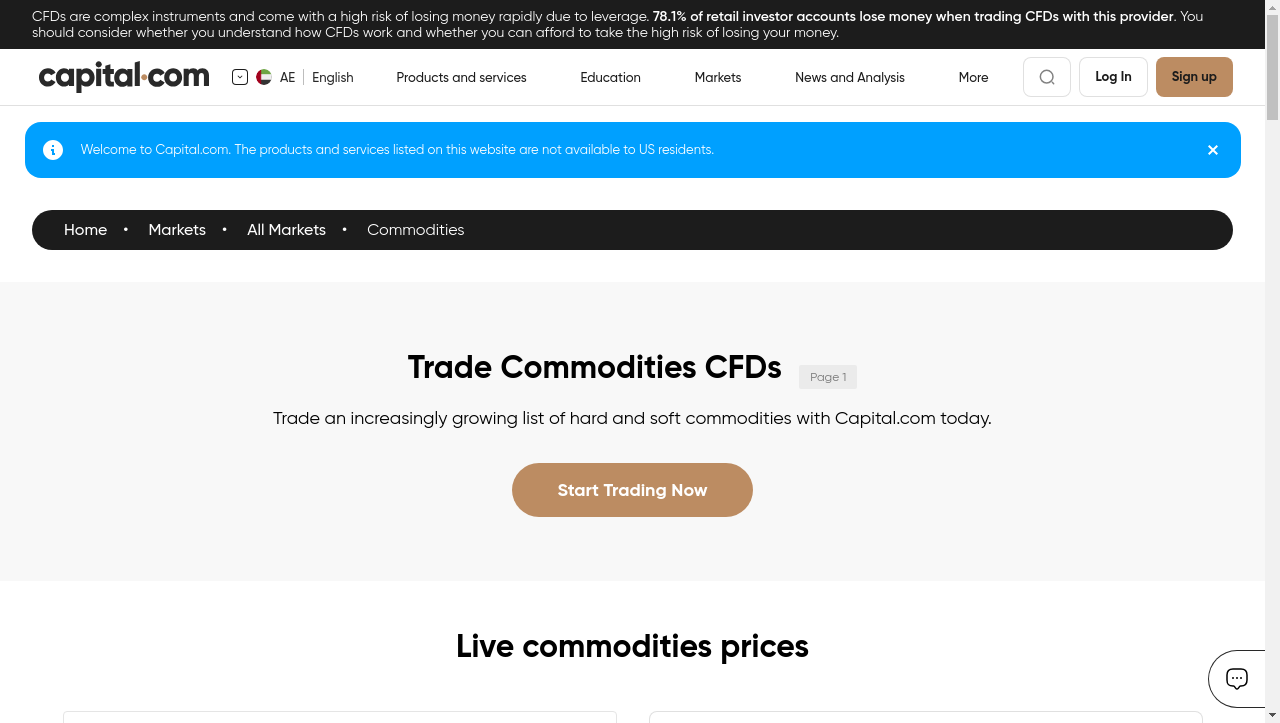 CFDs are complex instruments and come with a high risk of losing money rapidly due to leverage. 78.1% of retail investor accounts lose money when trading CFDs with this provider. You
should consider whether you understand how CFDs work and whether you can afford to take the high risk of losing your money.
capital.com AE English Products and services Education Markets News and Analysis More Log In Sign up
Welcome to Capital.com. The products and services listed on this website are not available to US residents.
Home • Markets • All Markets • Commodities
Trade Commodities CFDs Page 1
Trade an increasingly growing list of hard and soft commodities with Capital.com today.
Start Trading Now
Live commodities prices